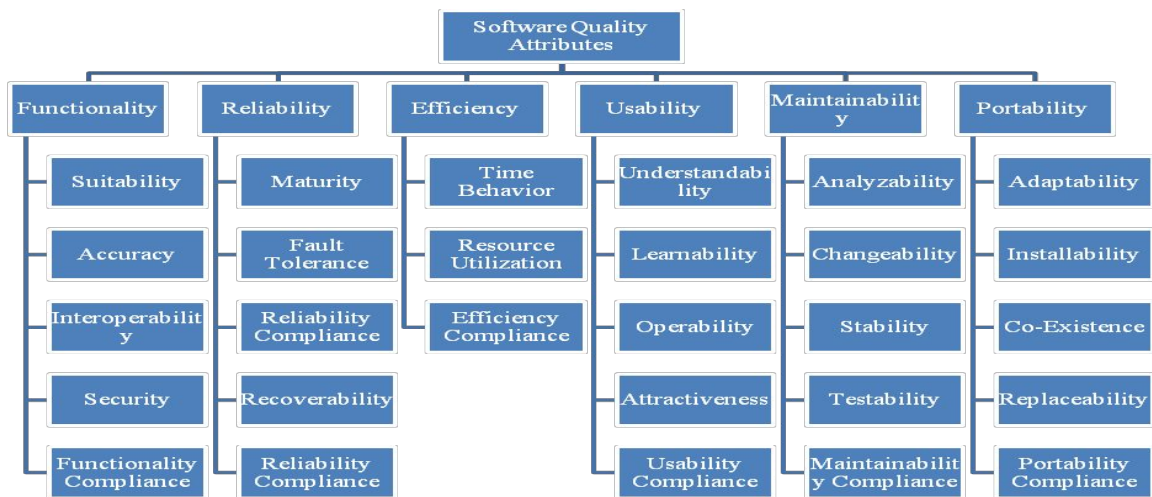 Software Quality
Attributes
Functionality
Reliability
Efficiency
Usability
Maintainabilit
y
Portability
Suitability
Accuracy
Interoperabilit
y
Security
Functionality
Compliance
Maturity
Fault
Tolerance
Reliability
Compliance
Recoverability
Reliability
Compliance
Time
Behavior
Resource
Utilization
Efficiency
Compliance
Understandabi
lity
Learnability
Operability
Attractiveness
Usability
Compliance
Analyzability
Changeability
Stability
Testability
Maintainabilit
y Compliance
Adaptability
Installability
Co-Existence
Replaceability
Portability
Compliance